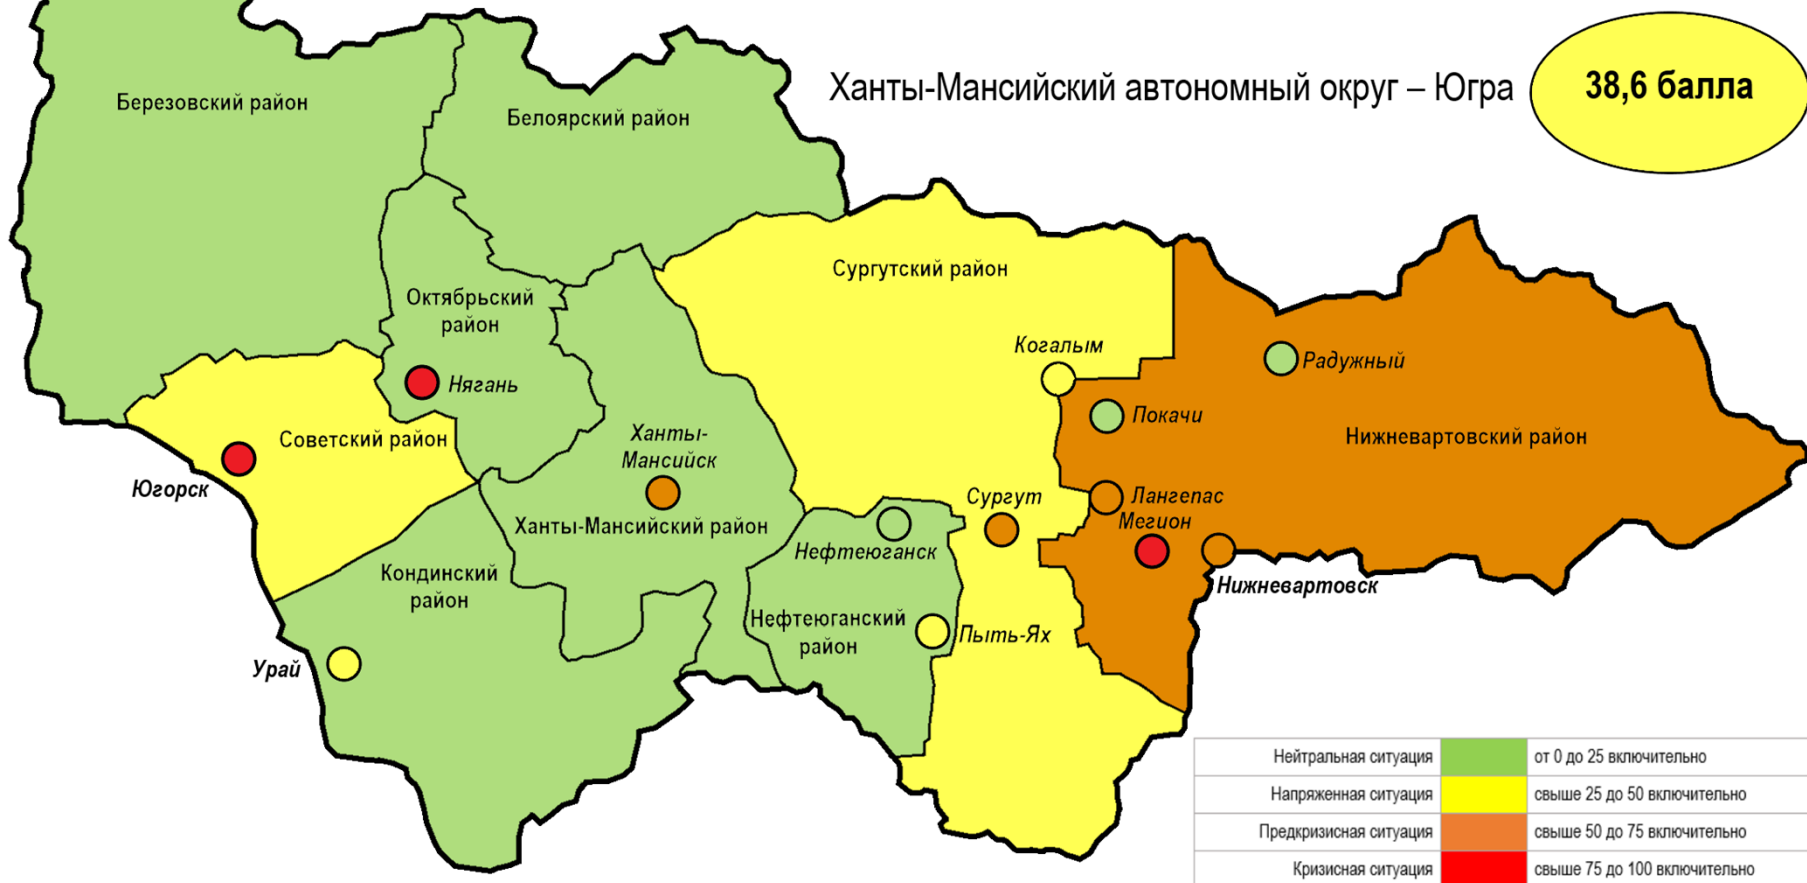 Ханты-Мансийский автономный округ – Югра
38,6 балла
Березовский район
Белоярский район
Сургутский район
Октябрьский
район
Когалым
Радужный
Нягань
Покачи
Советский район
Ханты-
Мансийск
Нижневартовский район
Югорск
Сургут
Лангепас
Мегион
Ханты-Мансийский район
Нефтеюганск
Кондинский
район
Нижневартовск
Нефтеюганский
район
Пыть-Ях
Урай
Нейтральная ситуация от 0 до 25 включительно
Напряженная ситуация свыше 25 до 50 включительно
Предкризисная ситуация свыше 50 до 75 включительно
Кризисная ситуация свыше 75 до 100 включительно